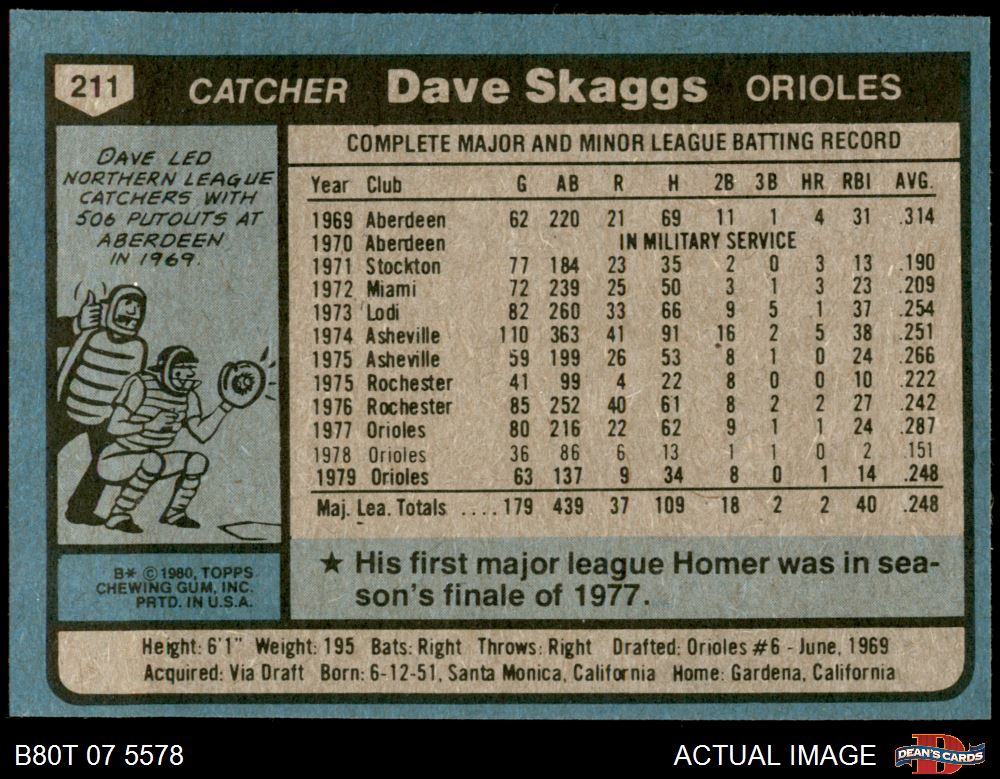 211 CATCHER Dave Skaggs ORIOLES
DAVE LED
NORTHERN LEAGUE
CATCHERS WITH
506 PUTOUTS AT
ABERDEEN
IN 1969.
COMPLETE MAJOR AND MINOR LEAGUE BATTING RECORD
Year Club G AB R H 2B 3B HR RBI AVG.
1969 Aberdeen 62 220 21 69 11 1 4 31 .314
1970 Aberdeen IN MILITARY SERVICE
1971 Stockton 77 184 23 35 2 0 3 13 .190
1972 Miami 72 239 25 50 3 1 3 23 .209
1973 Lodi 82 260 33 66 9 5 1 37 .254
1974 Asheville 110 363 41 91 16 2 5 38 .251
1975 Asheville 59 199 26 53 8 1 0 24 .266
1975 Rochester 41 99 4 22 8 0 0 10 .222
1976 Rochester 85 252 40 61 8 2 2 27 .242
1977 Orioles 80 216 22 62 9 1 1 24 .287
1978 Orioles 36 86 6 13 1 1 0 2 .151
1979 Orioles 63 137 9 34 8 0 1 14 .248
Maj. Lea. Totals ....179 439 37 109 18 2 2 40 .248
★ His first major league Homer was in sea-
son's finale of 1977.
B* © 1980, TOPPS
CHEWING GUM, INC.
PRTD. IN U.S.A.
Height: 6'1" Weight: 195 Bats: Right Throws: Right Drafted: Orioles #6 - June, 1969
Acquired: Via Draft Born: 6-12-51, Santa Monica, California Home: Gardena, California
B80T 07 5578 ACTUAL IMAGE DEAN'S CARDS